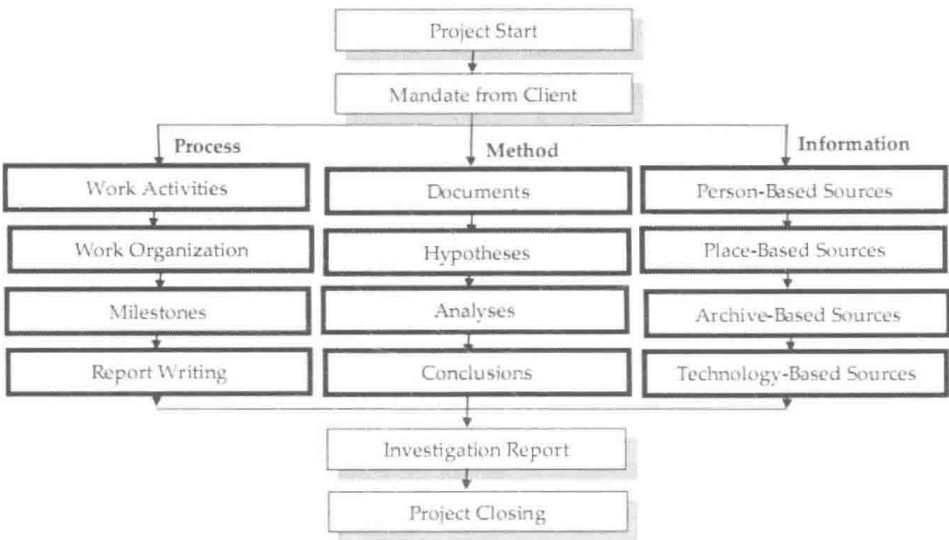 Project Start
Mandate from Client
Process
Method
Information
Work Activities
Documents
Person-Based Sources
Work Organization
Hypotheses
Place-Based Sources
Milestones
Analyses
Archive-Based Sources
Report Writing
Conclusions
Technology-Based Sources
Investigation Report
Project Closing